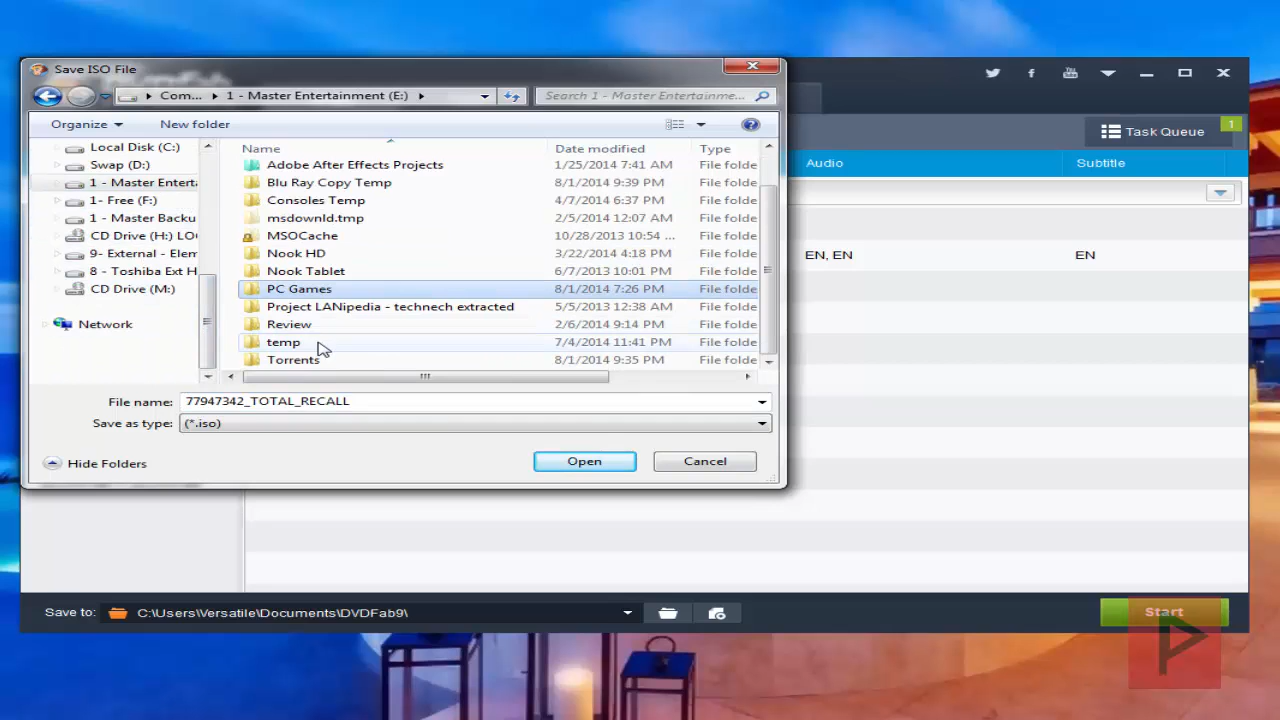 Save ISO File
Com... 1 - Master Entertainment (E:) Search 1 - Master Entertainme...
Organize New folder
Task Queue 1
Name Date modified Type
Audio Subtitle
Local Disk (C:)
Swap (D:)
1 - Master Enterta
1- Free (F:)
1 - Master Backu
CD Drive (H:) LO
9- External - Elem
8 - Toshiba Ext H
CD Drive (M:)
Network
Adobe After Effects Projects 1/25/2014 7:41 AM File folde
Blu Ray Copy Temp 8/1/2014 9:39 PM File folde
Consoles Temp 4/7/2014 6:37 PM File folde
msdownld.tmp 2/5/2014 12:07 AM File folde
MSOCache 10/28/2013 10:54 ... File folde
Nook HD 3/22/2014 4:18 PM File folde
Nook Tablet 6/7/2013 10:01 PM File folde
PC Games 8/1/2014 7:26 PM File folde
Project LANipedia - technech extracted 5/5/2013 12:38 AM File folde
Review 2/6/2014 9:14 PM File folde
temp 7/4/2014 11:41 PM File folde
Torrents 8/1/2014 9:35 PM File folde
EN, EN EN
File name: 77947342_TOTAL_RECALL
Save as type: (*.iso)
Hide Folders Open Cancel
Save to: C:\Users\Versatile\Documents\DVDFab9\ Start